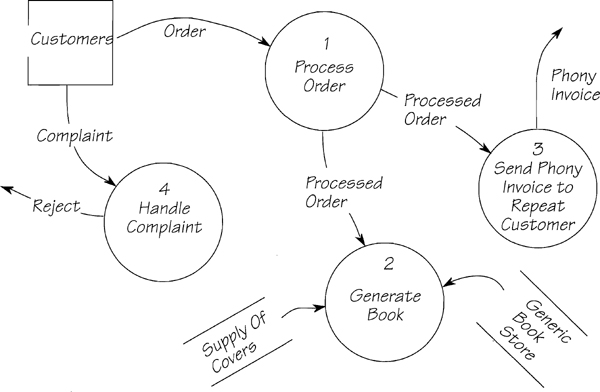 Customers
Order
1
Process
Order
Phony
Invoice
Processed
Order
Complaint
3
Send Phony
Invoice to
Repeat
Customer
4
Handle
Complaint
Reject
Processed
Order
2
Generate
Book
Supply Of
Covers
Generic
Book
Store